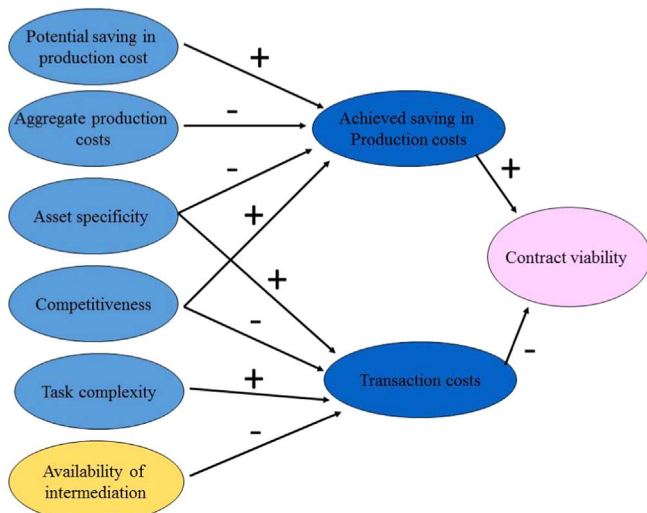 Potential saving in
production cost
+
Aggregate production
costs
-
Achieved saving in
Production costs
-
+
+
Asset specificity
+
Contract viability
Competitiveness
-
Task complexity
+
Transaction costs
-
-
Availability of
intermediation